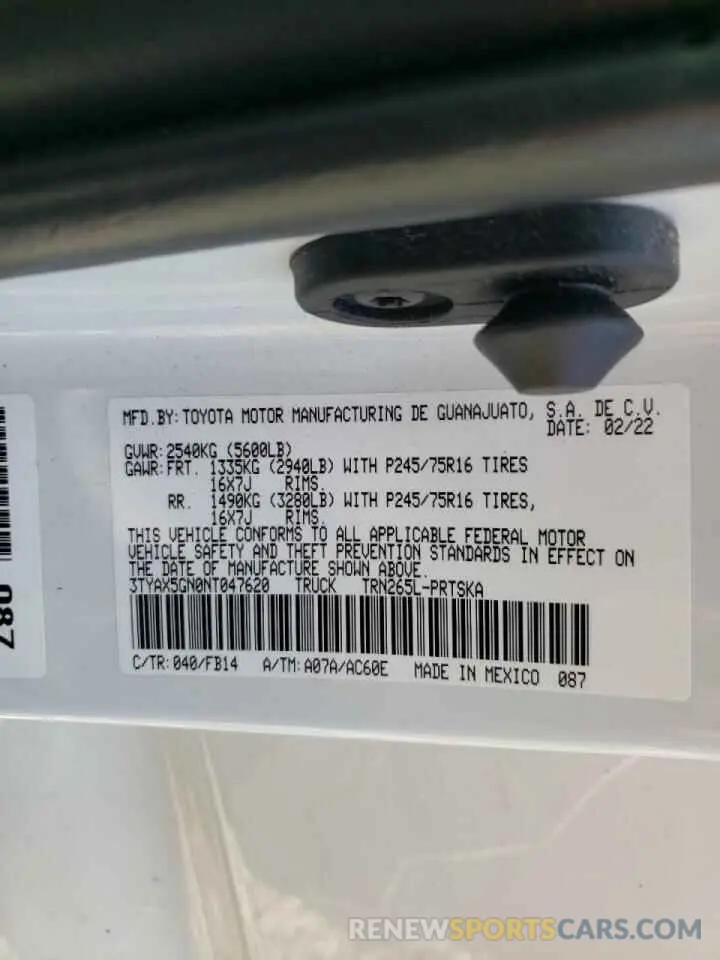 MFD.BY:TOYOTA MOTOR MANUFACTURING DE GUANAJUATO, S.A. DE C.V.
DATE: 02/22
GVWR:2540KG (5600LB)
GAWR:FRT. 1335KG (2940LB) WITH P245/75R16 TIRES
16X7J RIMS.
RR. 1490KG (3280LB) WITH P245/75R16 TIRES,
16X7J RIMS.
THIS VEHICLE CONFORMS TO ALL APPLICABLE FEDERAL MOTOR
VEHICLE SAFETY AND THEFT PREVENTION STANDARDS IN EFFECT ON
THE DATE OF MANUFACTURE SHOWN ABOVE.
3TYAX5GN0NT047620 TRUCK TRN265L-PRTSKA
C/TR:040/FB14 A/TM:A07A/AC60E MADE IN MEXICO 087
087
RENEWSPORTSCARS.COM